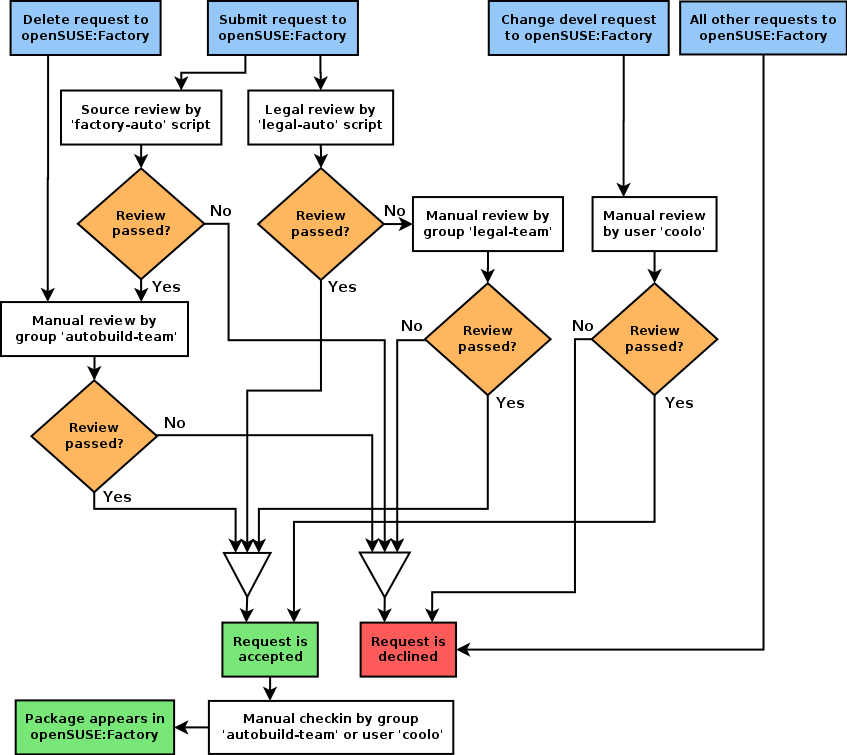 Delete request to
openSUSE:Factory
Submit request to
openSUSE:Factory
Change devel request
to openSUSE:Factory
All other requests to
openSUSE:Factory
Source review by
'factory-auto' script
Legal review by
'legal-auto' script
Review
passed?
No
Yes
Review
passed?
No
Yes
Manual review by
group 'legal-team'
Manual review
by user 'coolo'
Manual review by
group 'autobuild-team'
Review
passed?
No
Yes
Review
passed?
No
Yes
Review
passed?
No
Yes
Request is
accepted
Request is
declined
Package appears in
openSUSE:Factory
Manual checkin by group
'autobuild-team' or user 'coolo'